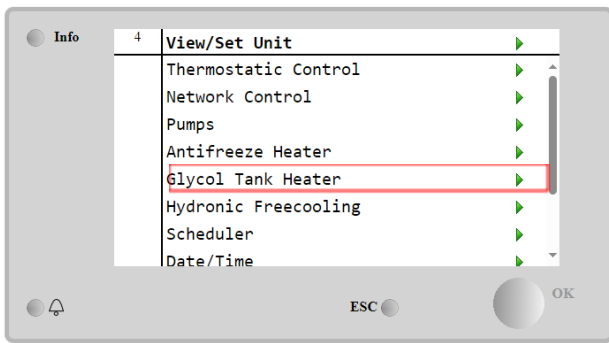 Info
4 View/Set Unit
Thermostatic Control
Network Control
Pumps
Antifreeze Heater
Glycol Tank Heater
Hydronic Freecooling
Scheduler
Date/Time
ESC
OK